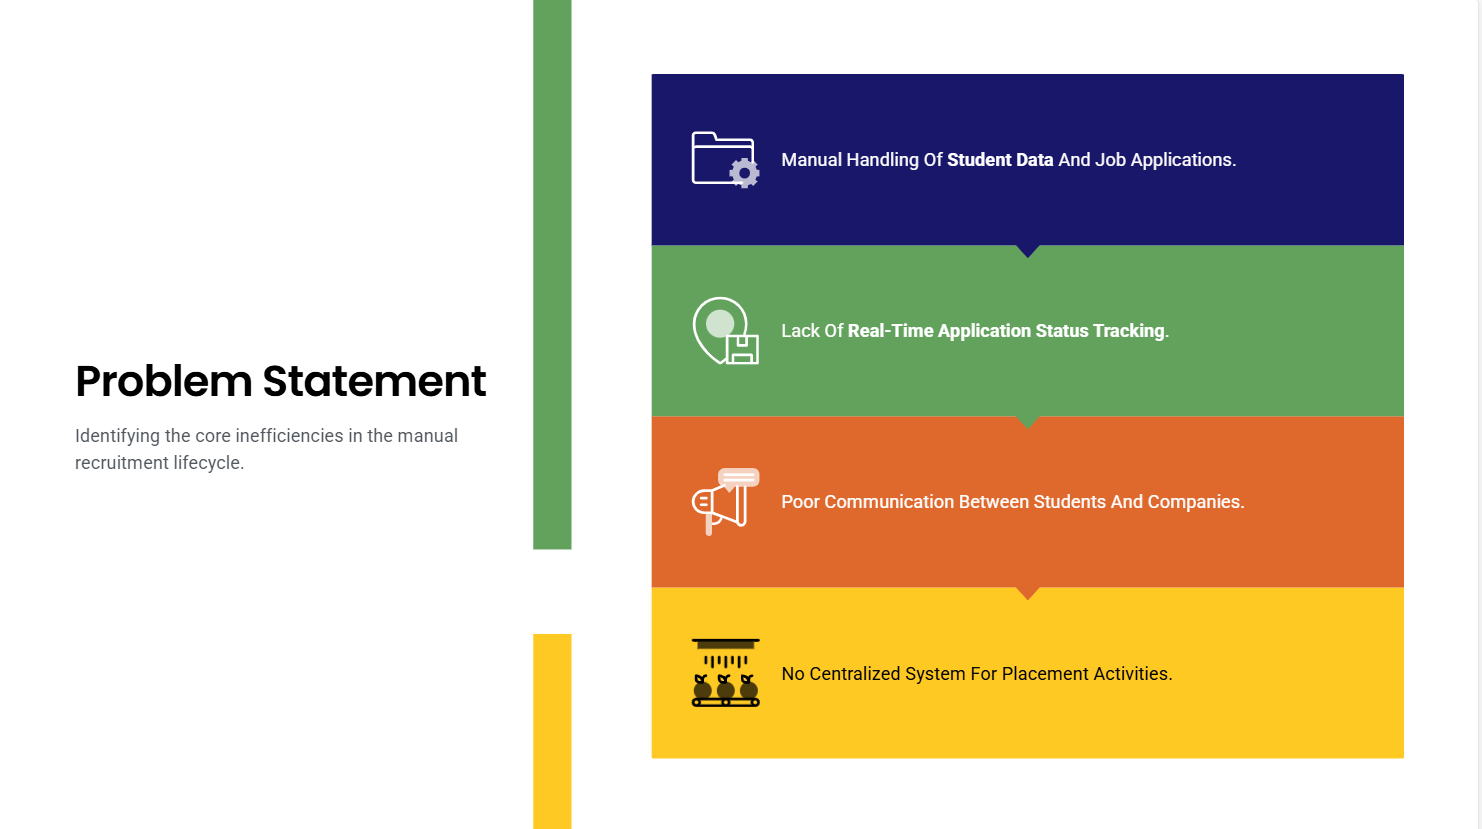 Problem Statement
Identifying the core inefficiencies in the manual
recruitment lifecycle.
Manual Handling Of Student Data And Job Applications.
Lack Of Real-Time Application Status Tracking.
Poor Communication Between Students And Companies.
No Centralized System For Placement Activities.